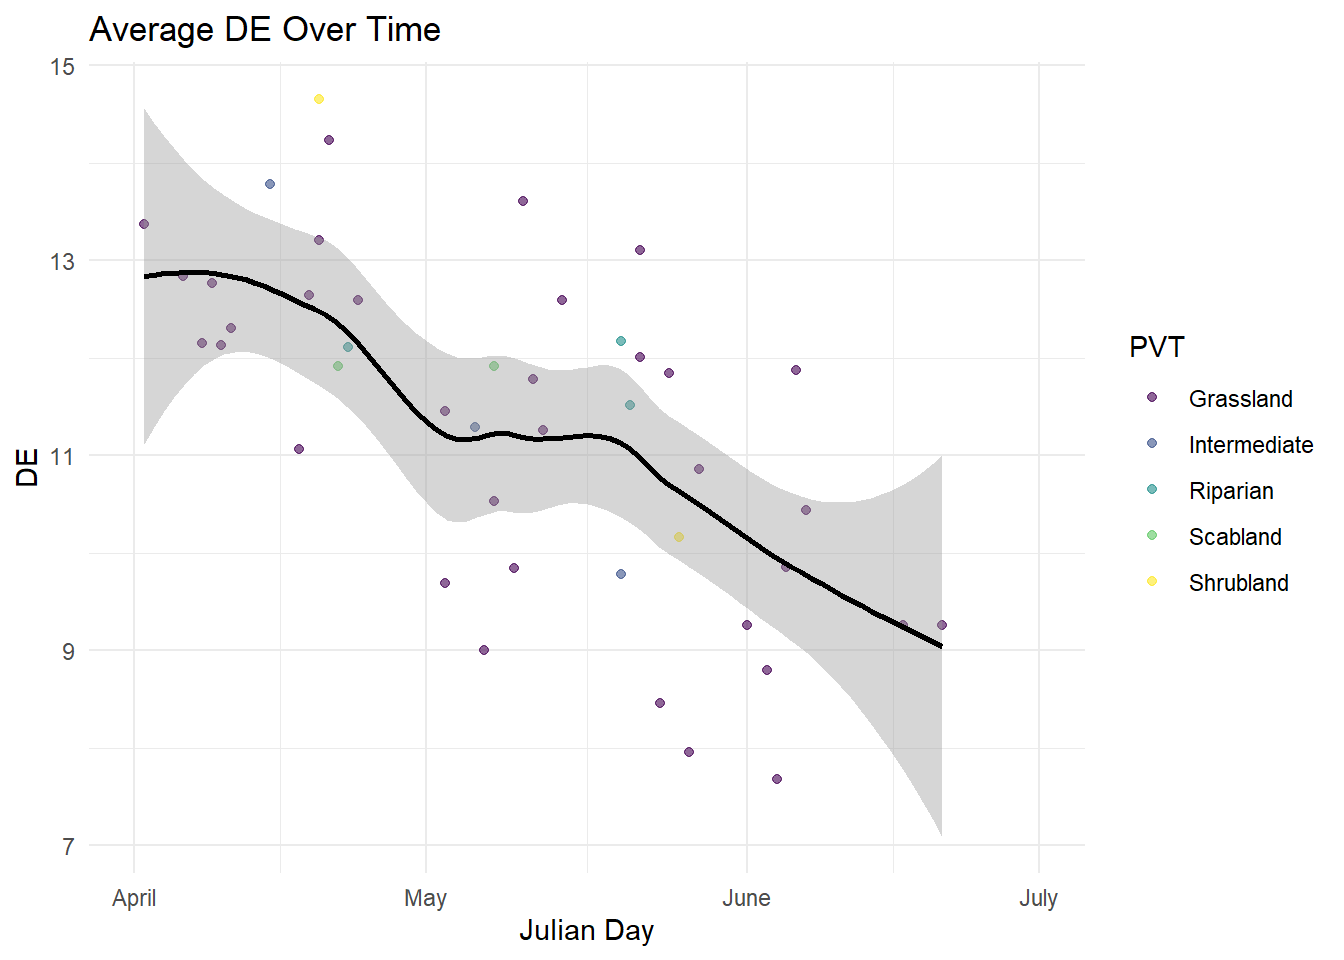 Average DE Over Time
15
13
11
9
7
DE
April
May
June
July
Julian Day
PVT
Grassland
Intermediate
Riparian
Scabland
Shrubland